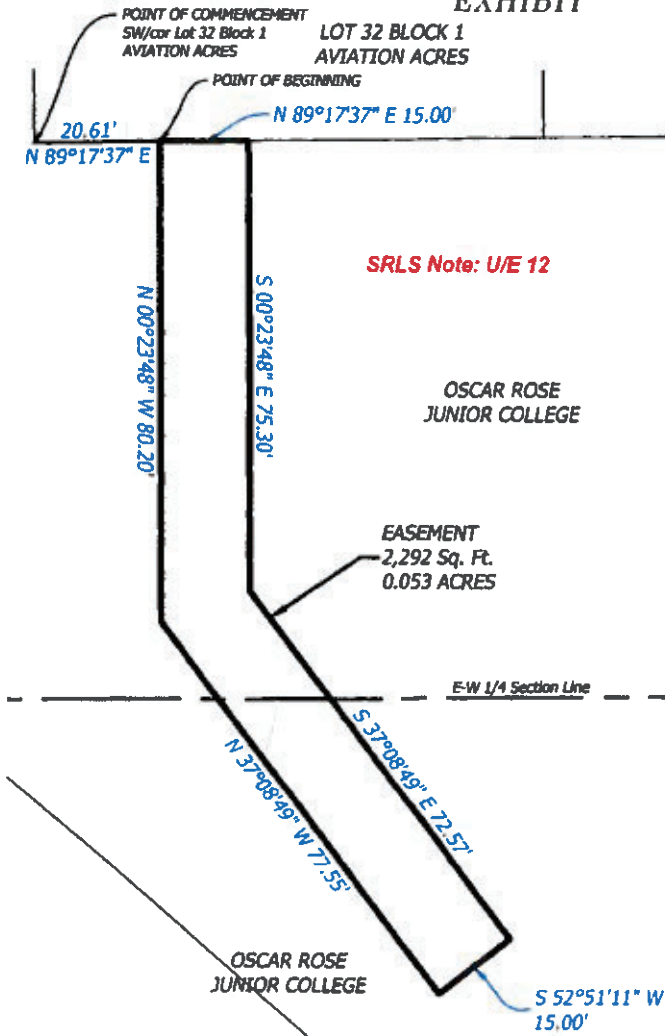 EXHIBIT
POINT OF COMMENCEMENT
SW/cor Lot 32 Block 1
AVIATION ACRES
LOT 32 BLOCK 1
AVIATION ACRES
POINT OF BEGINNING
N 89°17'37" E 15.00'
20.61'
N 89°17'37" E
SRLS Note: U/E 12
N 00°23'48" W 80.20'
S 00°23'48" E 75.30'
OSCAR ROSE
JUNIOR COLLEGE
EASEMENT
2,292 Sq. Ft.
0.053 ACRES
E-W 1/4 Section Line
S 37°08'49" E 72.57'
N 37°08'49" W 77.55'
OSCAR ROSE
JUNIOR COLLEGE
S 52°51'11" W
15.00'